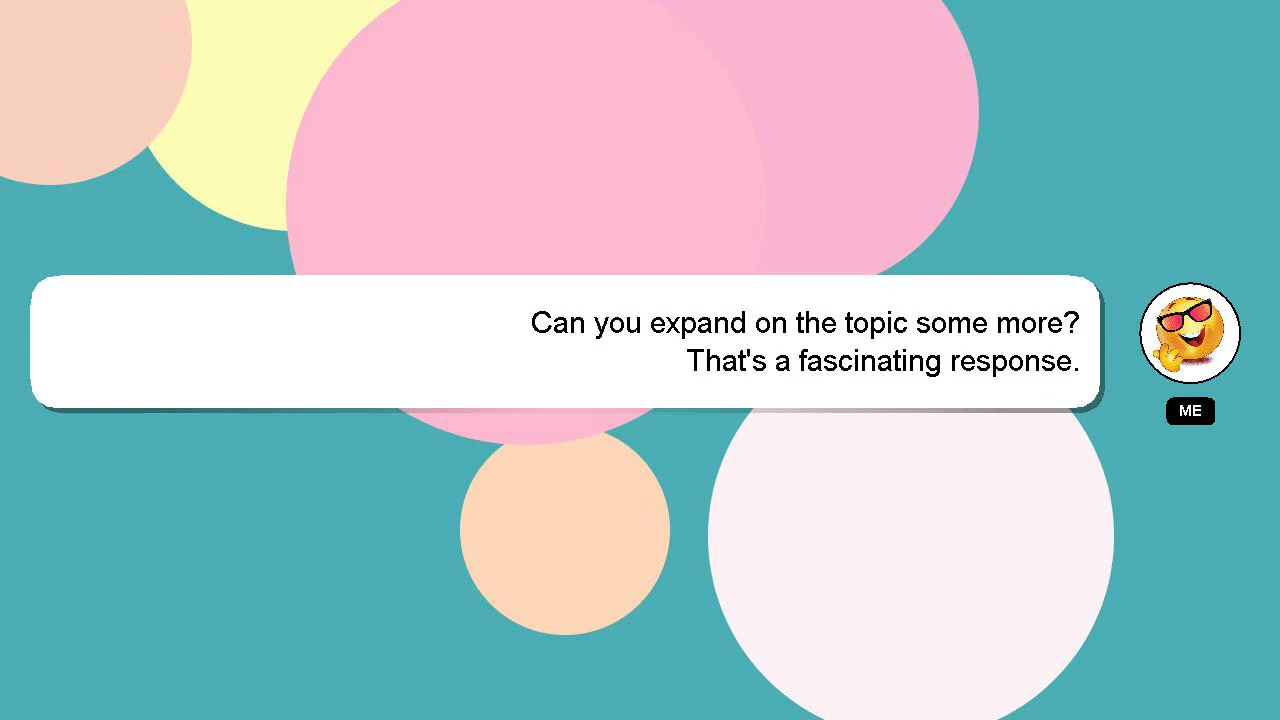 Can you expand on the topic some more?
That's a fascinating response.
ME